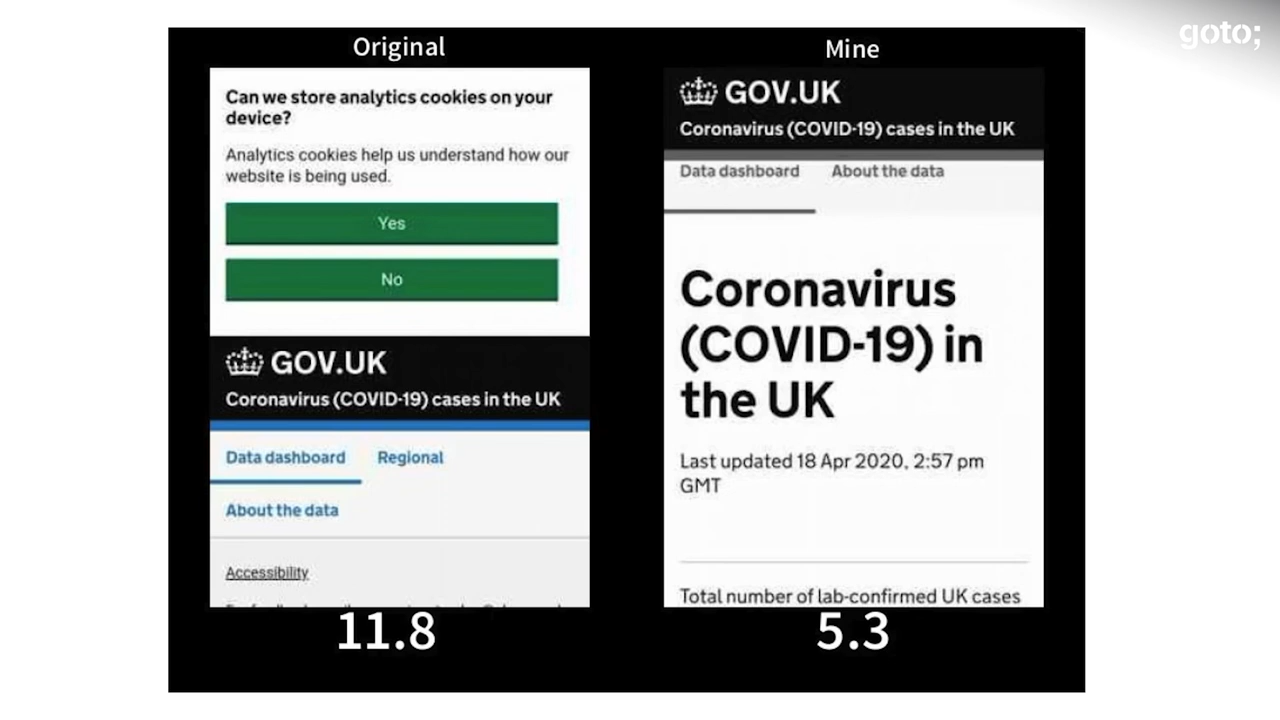 goto;
Original
Can we store analytics cookies on your
device?
Analytics cookies help us understand how our
website is being used.
Yes
No
GOV.UK
Coronavirus (COVID-19) cases in the UK
Data dashboard
Regional
About the data
Accessibility
11.8
Mine
GOV.UK
Coronavirus (COVID-19) cases in the UK
Data dashboard
About the data
Coronavirus
(COVID-19) in
the UK
Last updated 18 Apr 2020, 2:57 pm
GMT
Total number of lab-confirmed UK cases
5.3